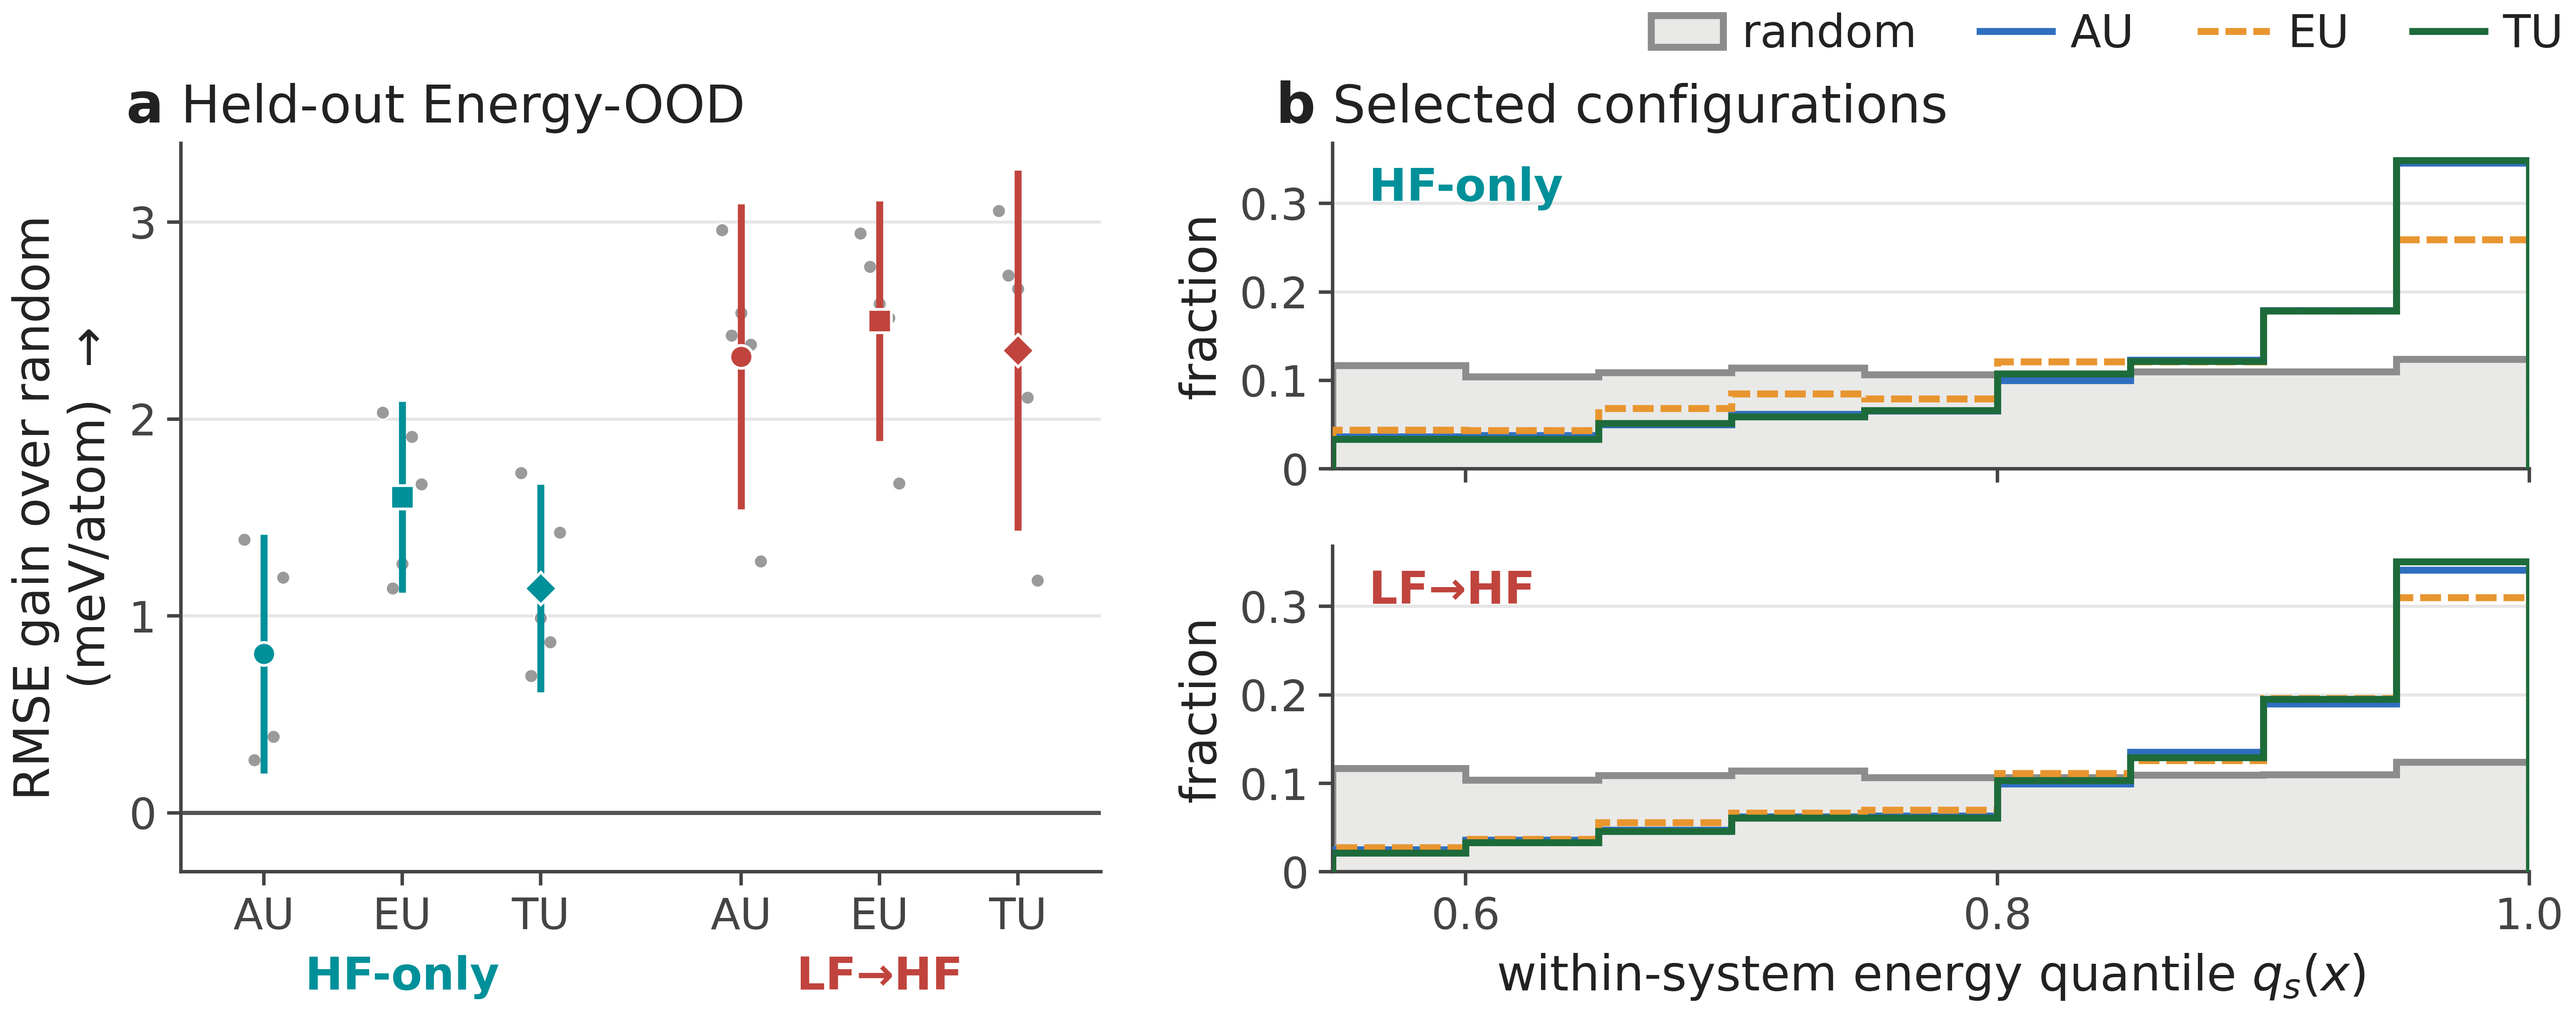 random AU EU TU
a Held-out Energy-OOD
RMSE gain over random
(meV/atom) →
3
2
1
0
AU EU TU AU EU TU
HF-only LF→HF
b Selected configurations
HF-only
fraction
0.3
0.2
0.1
0
LF→HF
fraction
0.3
0.2
0.1
0
0.6 0.8 1.0
within-system energy quantile qₛ(x)